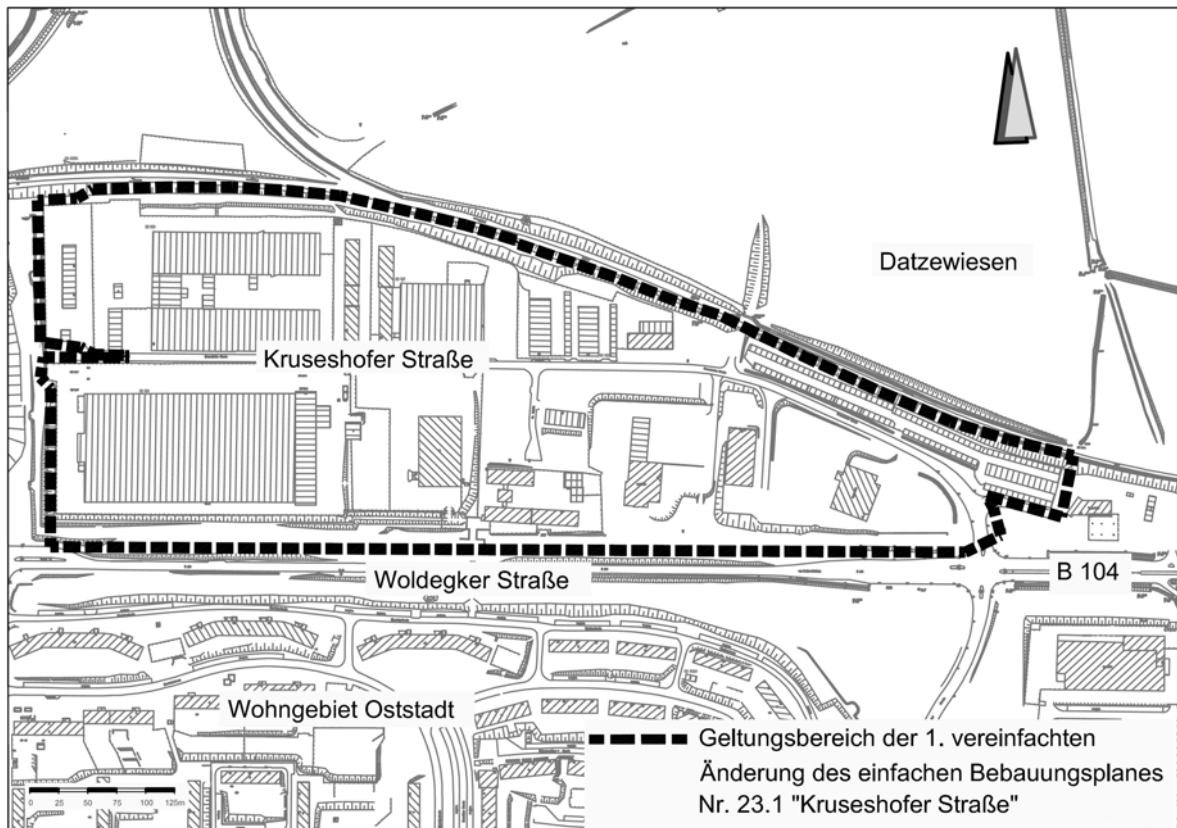 Datzewiesen
Kruseshofer Straße
Woldegker Straße
B 104
Wohngebiet Oststadt
Geltungsbereich der 1. vereinfachten
Änderung des einfachen Bebauungsplanes
Nr. 23.1 "Kruseshofer Straße"
0 25 50 75 100 125m